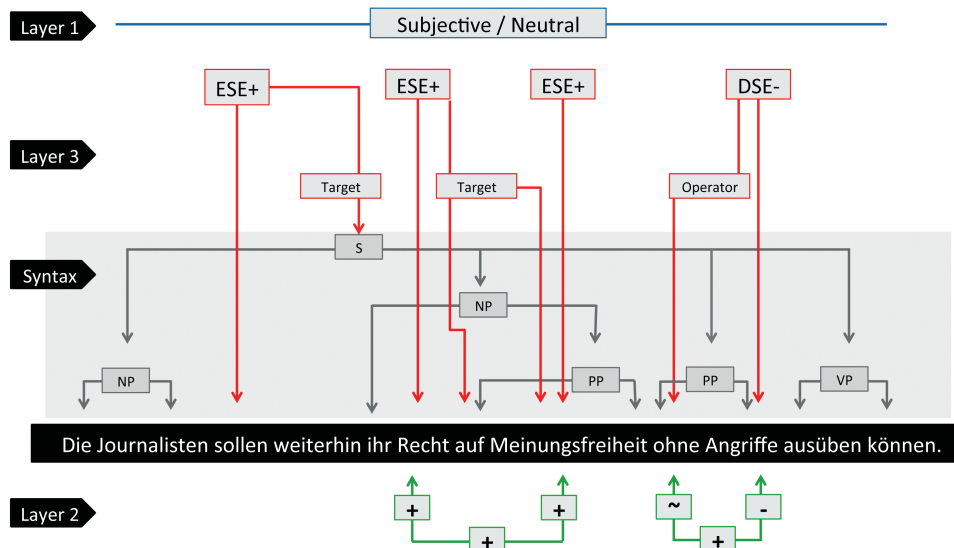 Layer 1
Subjective / Neutral
ESE+
ESE+
ESE+
DSE-
Layer 3
Target
Target
Operator
S
Syntax
NP
NP
PP
PP
VP
Die Journalisten sollen weiterhin ihr Recht auf Meinungsfreiheit ohne Angriffe ausüben können.
+
+
~
-
Layer 2
+
+